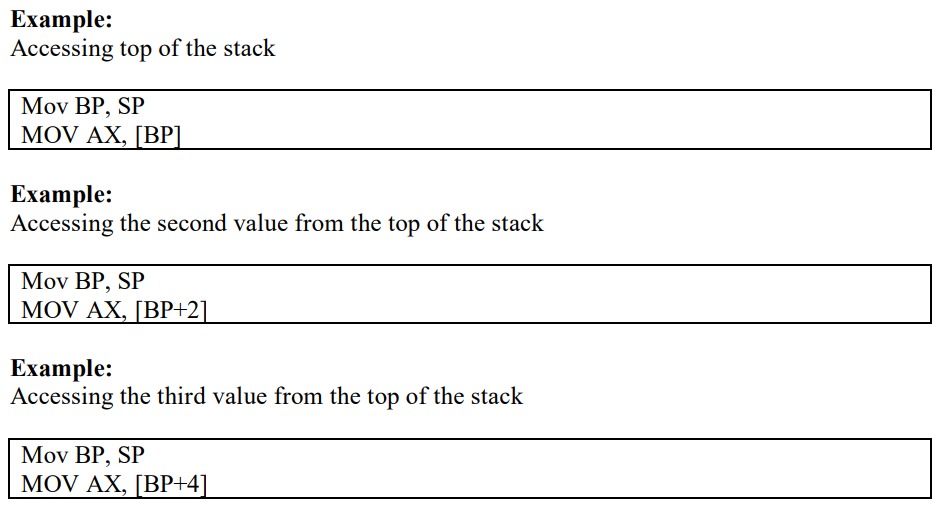 Example:
Accessing top of the stack
Mov BP, SP
MOV AX, [BP]
Example:
Accessing the second value from the top of the stack
Mov BP, SP
MOV AX, [BP+2]
Example:
Accessing the third value from the top of the stack
Mov BP, SP
MOV AX, [BP+4]